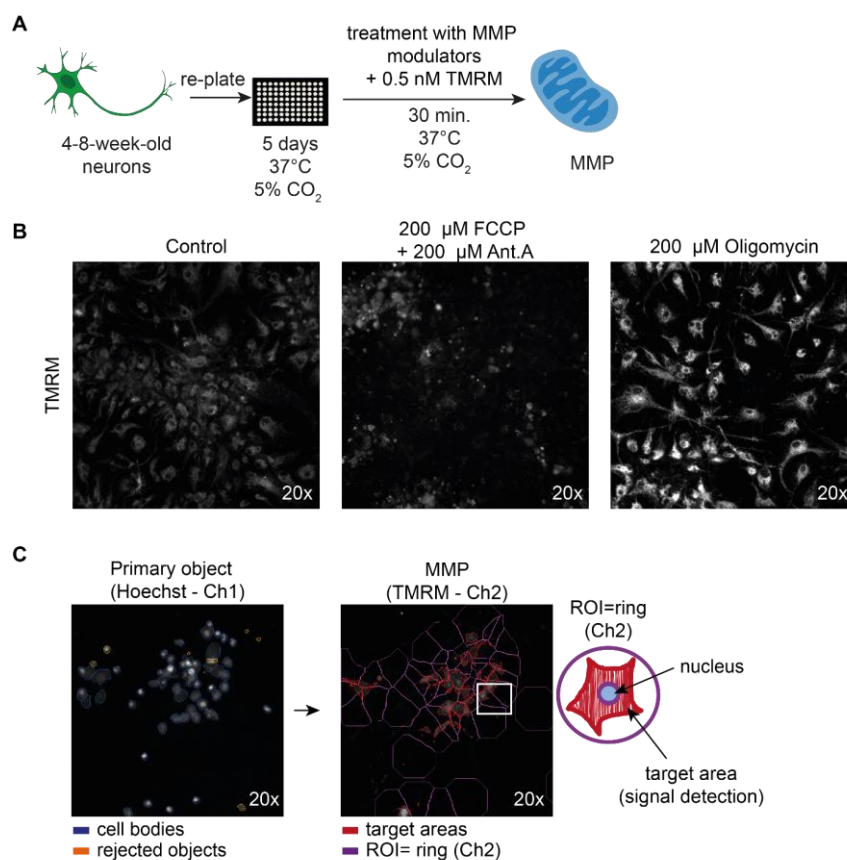 A
4-8-week-old
neurons
re-plate
5 days
37°C
5% CO₂
treatment with MMP
modulators
+ 0.5 nM TMRM
30 min.
37°C
5% CO₂
MMP
B
Control
200 µM FCCP
+ 200 µM Ant.A
200 µM Oligomycin
TMRM
20x
20x
20x
C
Primary object
(Hoechst - Ch1)
20x
cell bodies
rejected objects
MMP
(TMRM - Ch2)
20x
target areas
ROI= ring (Ch2)
ROI=ring
(Ch2)
nucleus
target area
(signal detection)